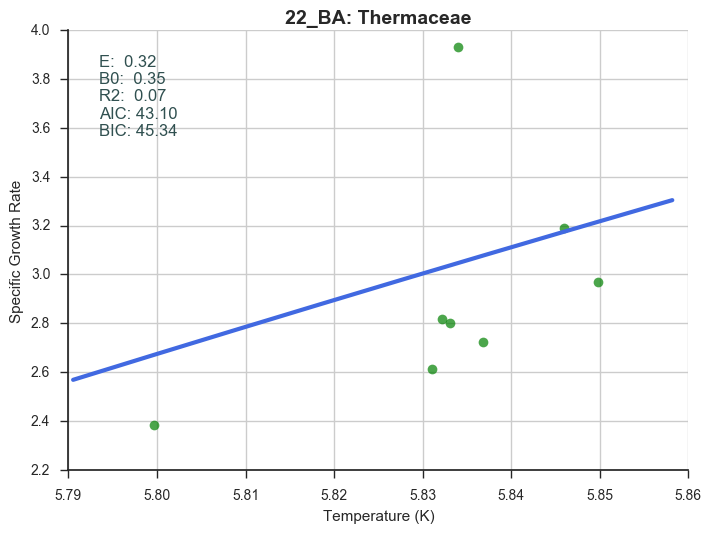 22_BA: Thermaceae
E:  0.32
B0:  0.35
R2:  0.07
AIC: 43.10
BIC: 45.34
Specific Growth Rate
4.0
3.8
3.6
3.4
3.2
3.0
2.8
2.6
2.4
2.2
5.79 5.80 5.81 5.82 5.83 5.84 5.85 5.86
Temperature (K)